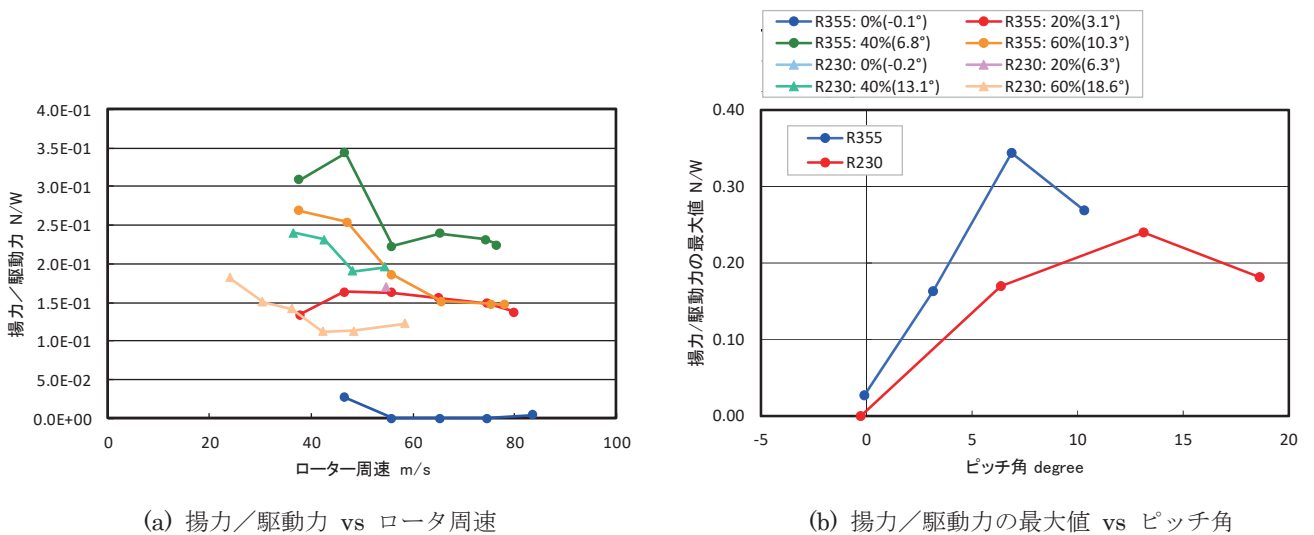 R355: 0%(-0.1°) R355: 20%(3.1°)
R355: 40%(6.8°) R355: 60%(10.3°)
R230: 0%(-0.2°) R230: 20%(6.3°)
R230: 40%(13.1°) R230: 60%(18.6°)
4.0E-01
3.5E-01
3.0E-01
2.5E-01
2.0E-01
1.5E-01
1.0E-01
5.0E-02
0.0E+00
揚力／駆動力 N/W
0 20 40 60 80 100
ローター周速 m/s
(a) 揚力／駆動力 vs ロータ周速
R355
R230
0.40
0.30
0.20
0.10
0.00
揚力/駆動力の最大値 N/W
-5 0 5 10 15 20
ピッチ角 degree
(b) 揚力／駆動力の最大値 vs ピッチ角